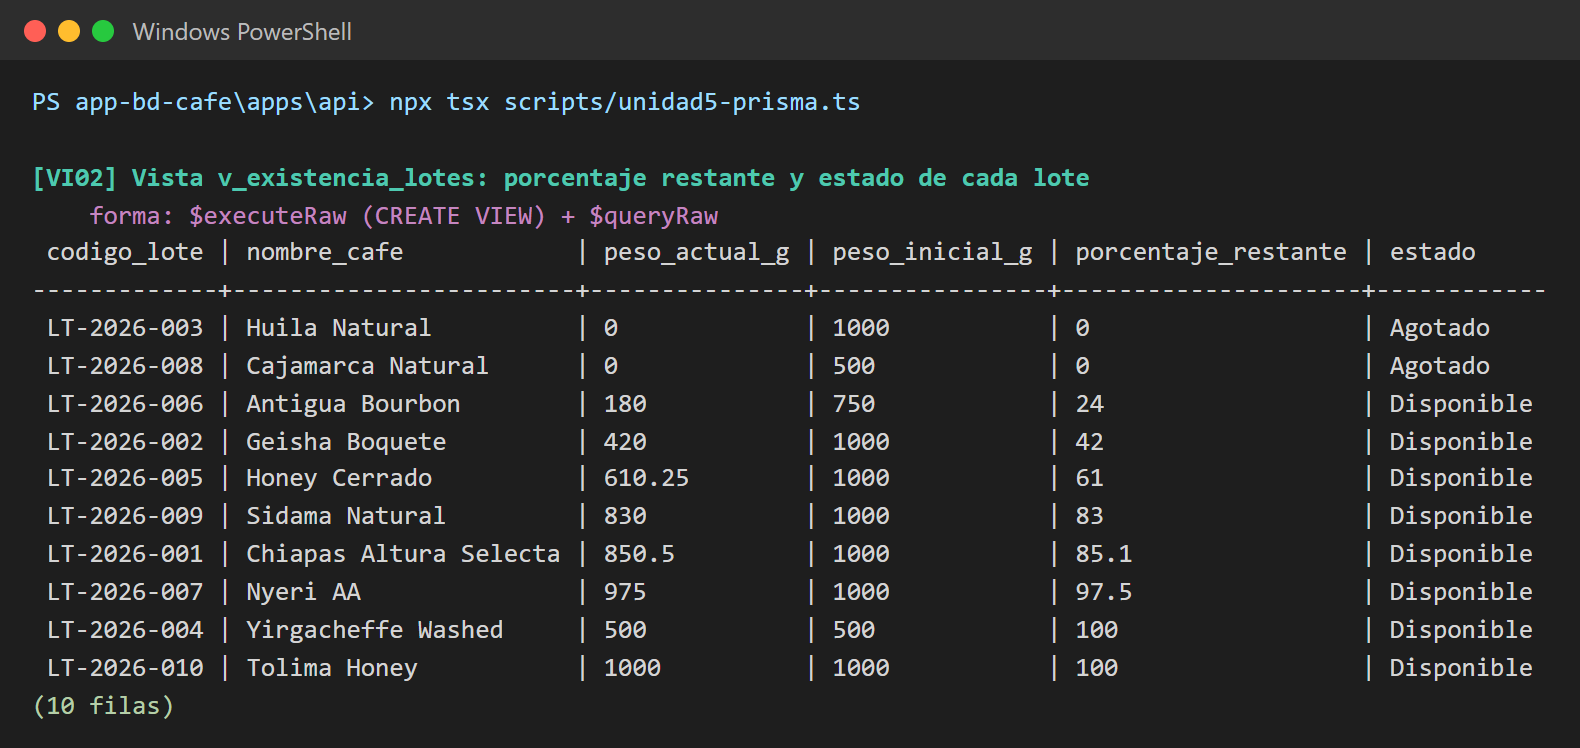 Windows PowerShell
PS app-bd-cafe\apps\api> npx tsx scripts/unidad5-prisma.ts
[VI02] Vista v_existencia_lotes: porcentaje restante y estado de cada lote
    forma: $executeRaw (CREATE VIEW) + $queryRaw
 codigo_lote | nombre_cafe            | peso_actual_g | peso_inicial_g | porcentaje_restante | estado
-------------+------------------------+---------------+----------------+---------------------+------------
 LT-2026-003 | Huila Natural          | 0             | 1000           | 0                   | Agotado
 LT-2026-008 | Cajamarca Natural      | 0             | 500            | 0                   | Agotado
 LT-2026-006 | Antigua Bourbon        | 180           | 750            | 24                  | Disponible
 LT-2026-002 | Geisha Boquete         | 420           | 1000           | 42                  | Disponible
 LT-2026-005 | Honey Cerrado          | 610.25        | 1000           | 61                  | Disponible
 LT-2026-009 | Sidama Natural         | 830           | 1000           | 83                  | Disponible
 LT-2026-001 | Chiapas Altura Selecta | 850.5         | 1000           | 85.1                | Disponible
 LT-2026-007 | Nyeri AA               | 975           | 1000           | 97.5                | Disponible
 LT-2026-004 | Yirgacheffe Washed     | 500           | 500            | 100                 | Disponible
 LT-2026-010 | Tolima Honey           | 1000          | 1000           | 100                 | Disponible
(10 filas)